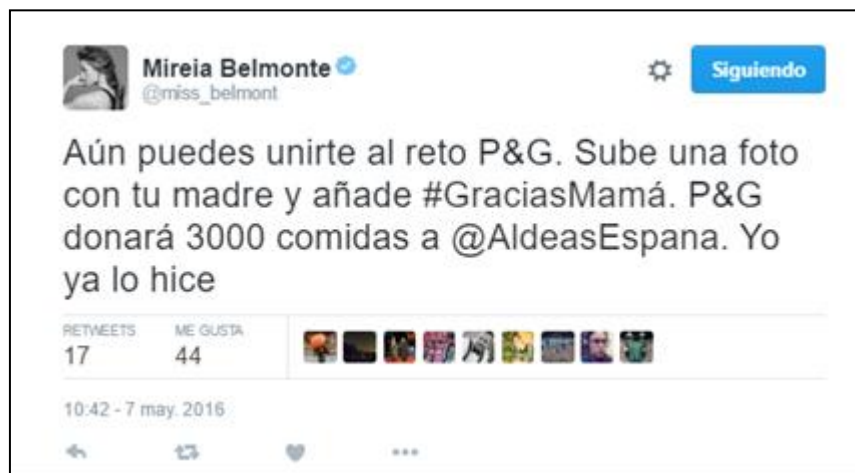 Mireia Belmonte
@miss_belmont
Siguiendo
Aún puedes unirte al reto P&G. Sube una foto
con tu madre y añade #GraciasMamá. P&G
donará 3000 comidas a @AldeasEspana. Yo
ya lo hice
RETWEETS ME GUSTA
17 44
10:42 - 7 may. 2016